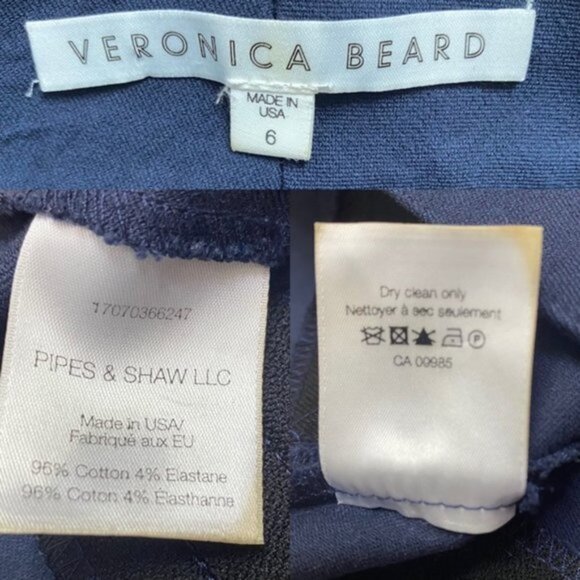 VERONICA BEARD
MADE IN
USA
6
17070366247
PIPES & SHAW LLC
Made in USA/
Fabriqué aux EU
96% Cotton 4% Elastane
96% Coton 4% Elasthanne
Dry clean only
Nettoyer à sec seulement
P
CA 09985